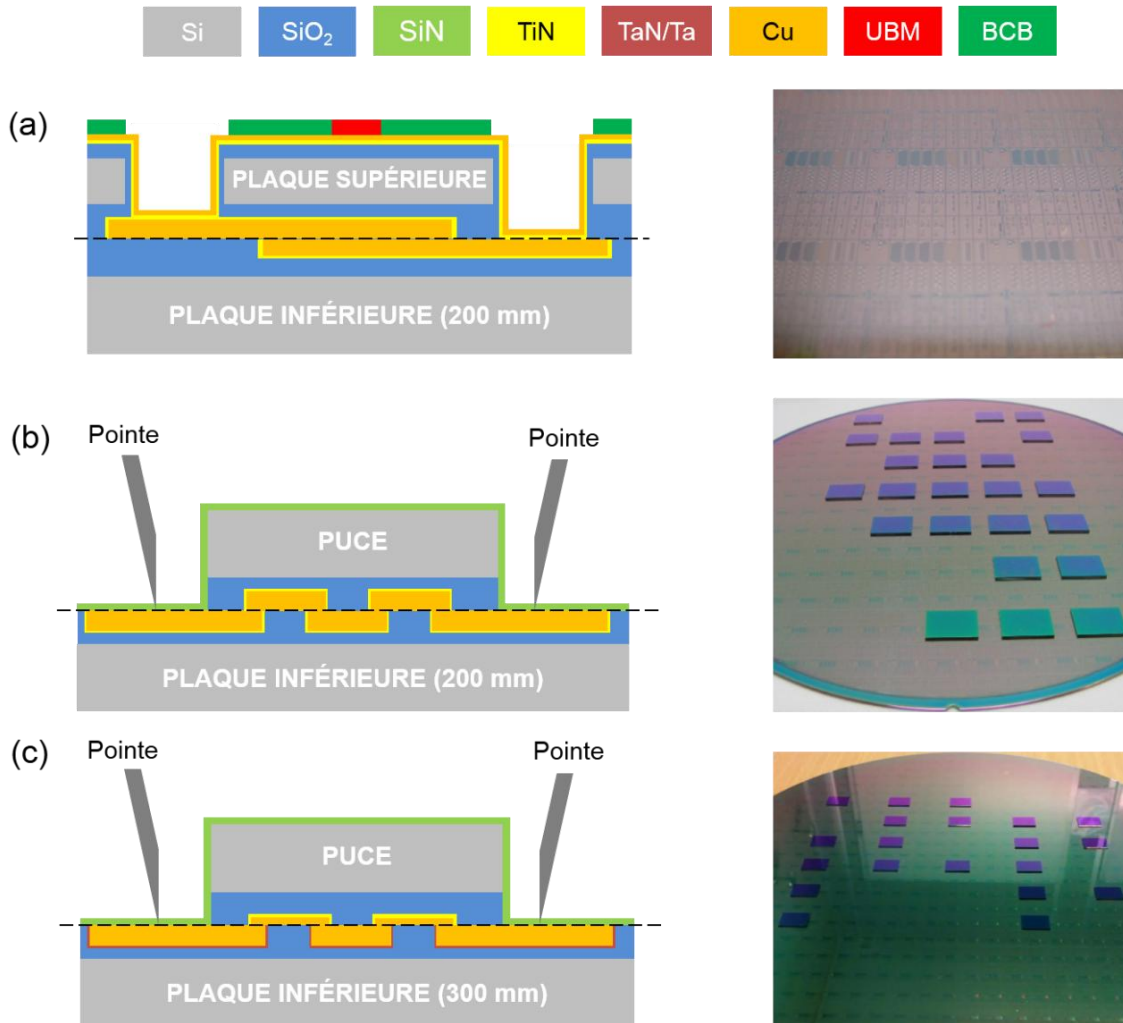 Si SiO₂ SiN TiN TaN/Ta Cu UBM BCB
(a)
PLAQUE SUPÉRIEURE
PLAQUE INFÉRIEURE (200 mm)
(b)
Pointe Pointe
PUCE
PLAQUE INFÉRIEURE (200 mm)
(c)
Pointe Pointe
PUCE
PLAQUE INFÉRIEURE (300 mm)